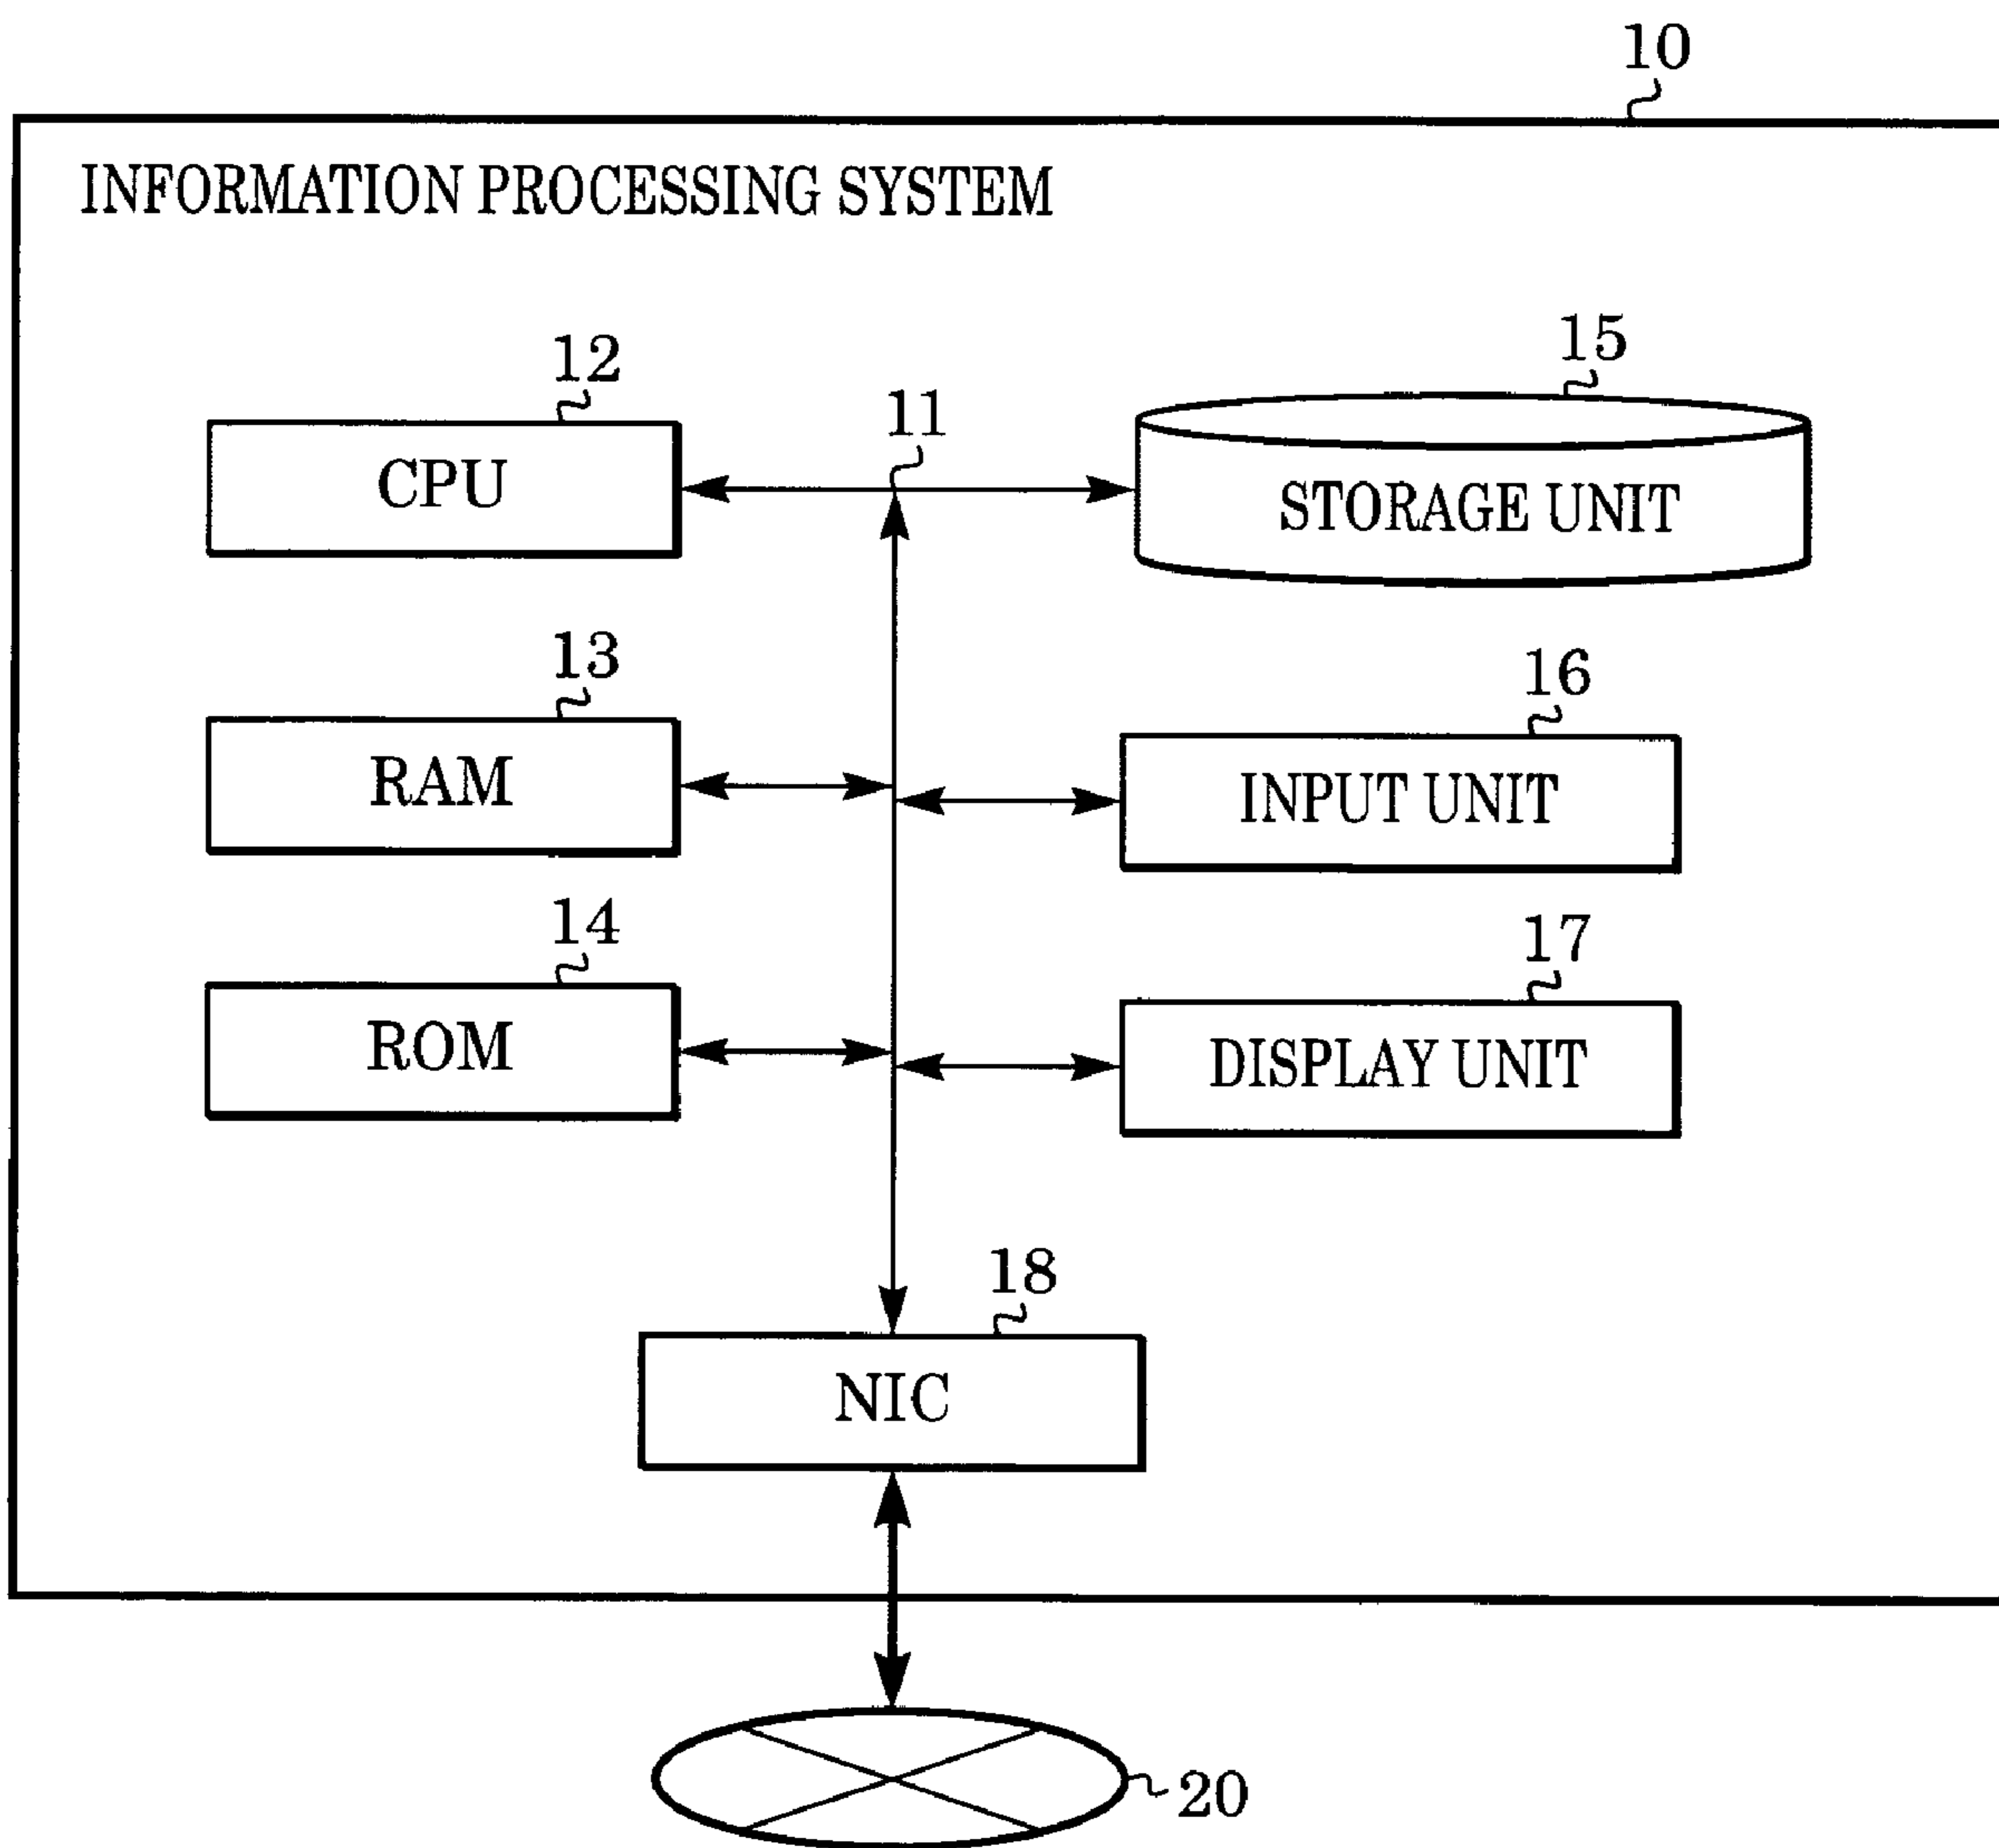 10
INFORMATION PROCESSING SYSTEM
12
11
15
CPU
STORAGE UNIT
13
16
RAM
INPUT UNIT
14
17
ROM
DISPLAY UNIT
18
NIC
20